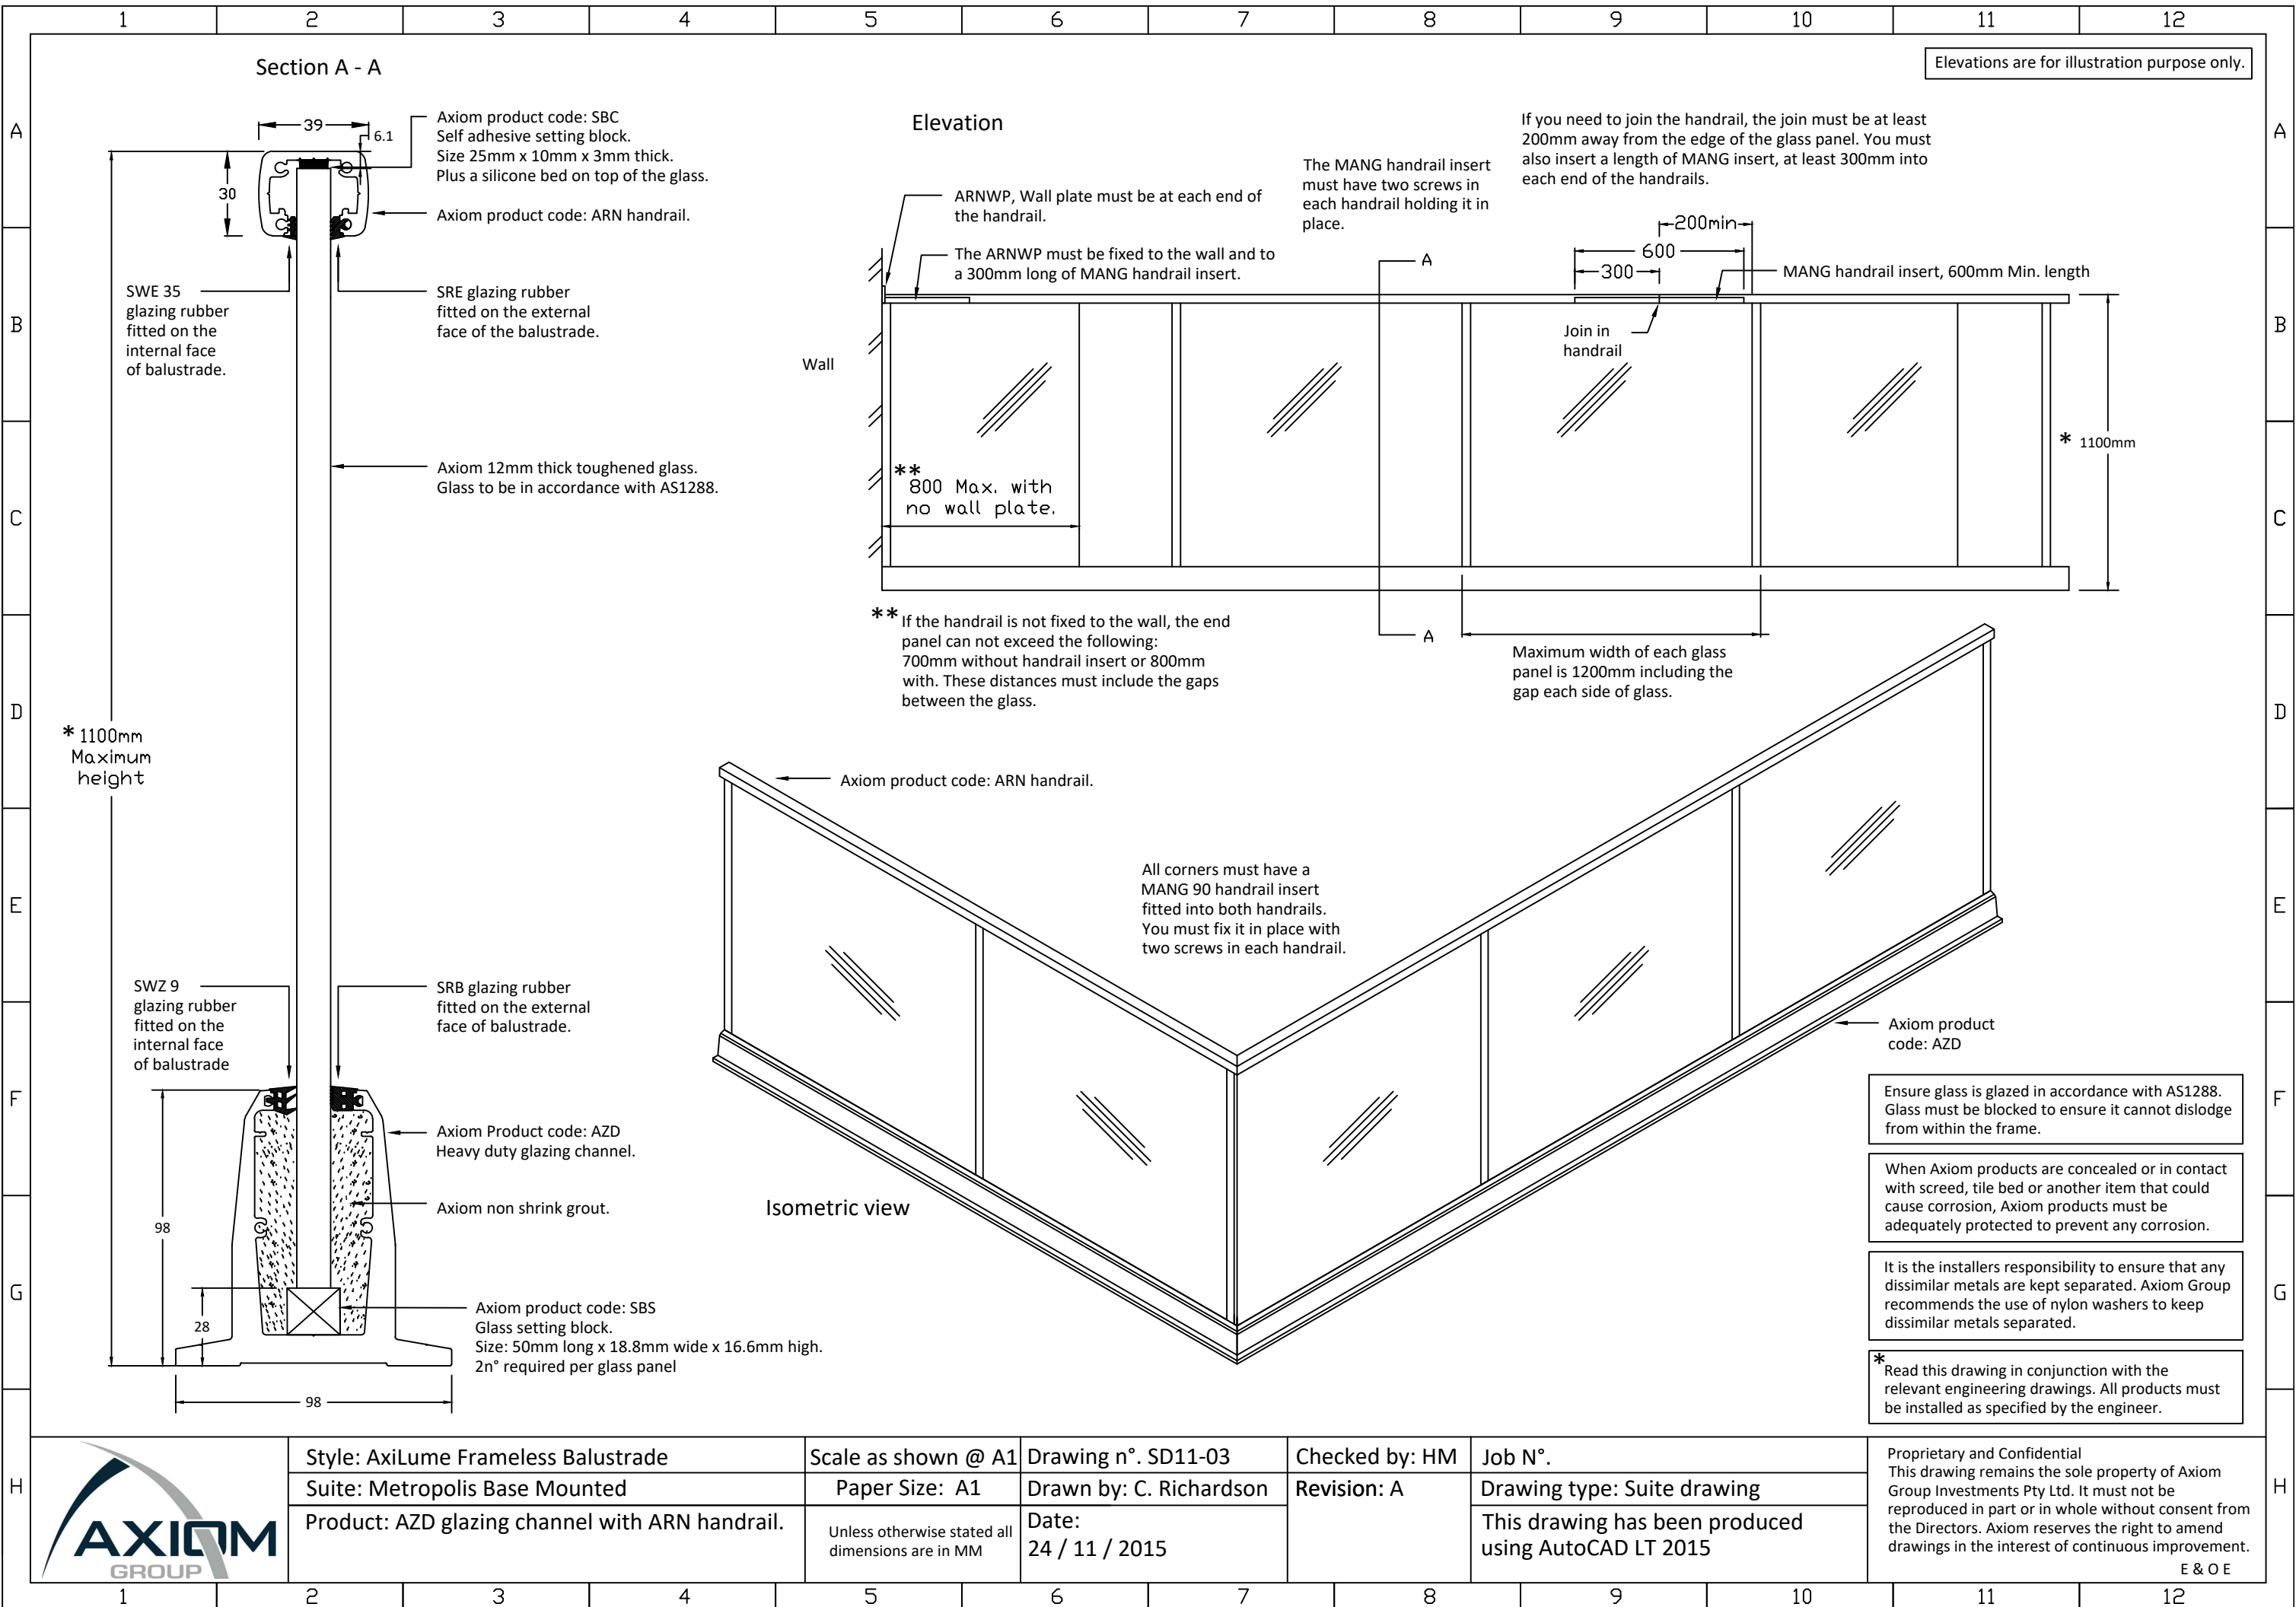 1 2 3 4 5 6 7 8 9 10 11 12
A
B
C
D
E
F
G
H
Section A - A
39
6.1
30
Axiom product code: SBC
Self adhesive setting block.
Size 25mm x 10mm x 3mm thick.
Plus a silicone bed on top of the glass.
Axiom product code: ARN handrail.
SWE 35
glazing rubber
fitted on the
internal face
of balustrade.
SRE glazing rubber
fitted on the external
face of the balustrade.
Axiom 12mm thick toughened glass.
Glass to be in accordance with AS1288.
* 1100mm
Maximum
height
SWZ 9
glazing rubber
fitted on the
internal face
of balustrade
SRB glazing rubber
fitted on the external
face of balustrade.
Axiom Product code: AZD
Heavy duty glazing channel.
Axiom non shrink grout.
98
28
98
Axiom product code: SBS
Glass setting block.
Size: 50mm long x 18.8mm wide x 16.6mm high.
2n° required per glass panel
Elevation
Elevations are for illustration purpose only.
ARNWP, Wall plate must be at each end of
the handrail.
The ARNWP must be fixed to the wall and to
a 300mm long of MANG handrail insert.
The MANG handrail insert
must have two screws in
each handrail holding it in
place.
If you need to join the handrail, the join must be at least
200mm away from the edge of the glass panel. You must
also insert a length of MANG insert, at least 300mm into
each end of the handrails.
200min
600
300
A
MANG handrail insert, 600mm Min. length
Join in
handrail
Wall
**
800 Max. with
no wall plate.
* 1100mm
A
** If the handrail is not fixed to the wall, the end
panel can not exceed the following:
700mm without handrail insert or 800mm
with. These distances must include the gaps
between the glass.
Maximum width of each glass
panel is 1200mm including the
gap each side of glass.
Axiom product code: ARN handrail.
All corners must have a
MANG 90 handrail insert
fitted into both handrails.
You must fix it in place with
two screws in each handrail.
Isometric view
Axiom product
code: AZD
Ensure glass is glazed in accordance with AS1288.
Glass must be blocked to ensure it cannot dislodge
from within the frame.
When Axiom products are concealed or in contact
with screed, tile bed or another item that could
cause corrosion, Axiom products must be
adequately protected to prevent any corrosion.
It is the installers responsibility to ensure that any
dissimilar metals are kept separated. Axiom Group
recommends the use of nylon washers to keep
dissimilar metals separated.
* Read this drawing in conjunction with the
relevant engineering drawings. All products must
be installed as specified by the engineer.
AXIOM
GROUP
Style: AxiLume Frameless Balustrade
Suite: Metropolis Base Mounted
Product: AZD glazing channel with ARN handrail.
Scale as shown @ A1
Paper Size: A1
Unless otherwise stated all
dimensions are in MM
Drawing n°. SD11-03
Drawn by: C. Richardson
Date:
24 / 11 / 2015
Checked by: HM
Revision: A
Job N°.
Drawing type: Suite drawing
This drawing has been produced
using AutoCAD LT 2015
Proprietary and Confidential
This drawing remains the sole property of Axiom
Group Investments Pty Ltd. It must not be
reproduced in part or in whole without consent from
the Directors. Axiom reserves the right to amend
drawings in the interest of continuous improvement.
E & O E
A
B
C
D
E
F
G
H
1 2 3 4 5 6 7 8 9 10 11 12